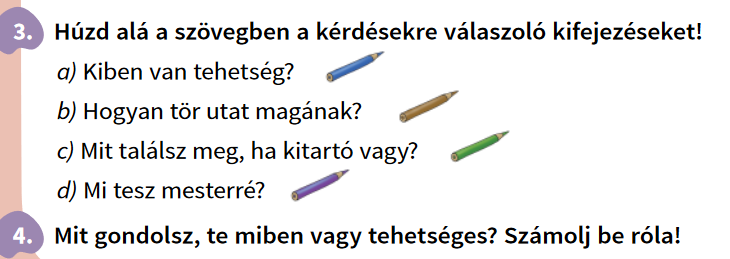 3. Húzd alá a szövegben a kérdésekre válaszoló kifejezéseket!
a) Kiben van tehetség?
b) Hogyan tör utat magának?
c) Mit találsz meg, ha kitartó vagy?
d) Mi tesz mesterré?
4. Mit gondolsz, te miben vagy tehetséges? Számolj be róla!